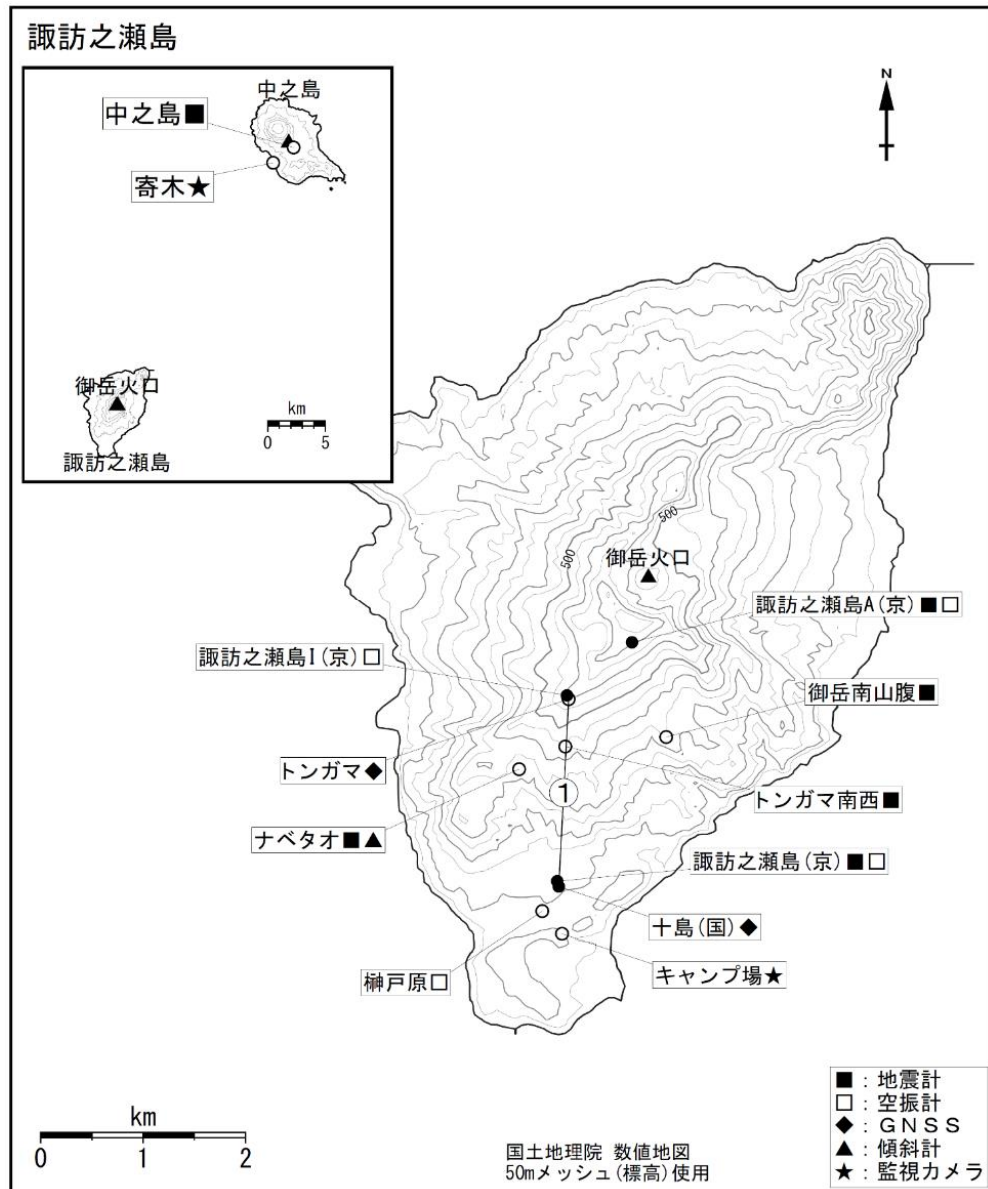 諏訪之瀬島
中之島
中之島■
寄木★
御岳火口
諏訪之瀬島
km
0 5
N
500
500
御岳火口
諏訪之瀬島A(京)■□
諏訪之瀬島I(京)□
御岳南山腹■
トンガマ◆
①
トンガマ南西■
ナベタオ■▲
諏訪之瀬島(京)■□
十島(国)◆
榊戸原□
キャンプ場★
km
0 1 2
国土地理院 数値地図
50mメッシュ(標高)使用
■:地震計
□:空振計
◆:GNSS
▲:傾斜計
★:監視カメラ